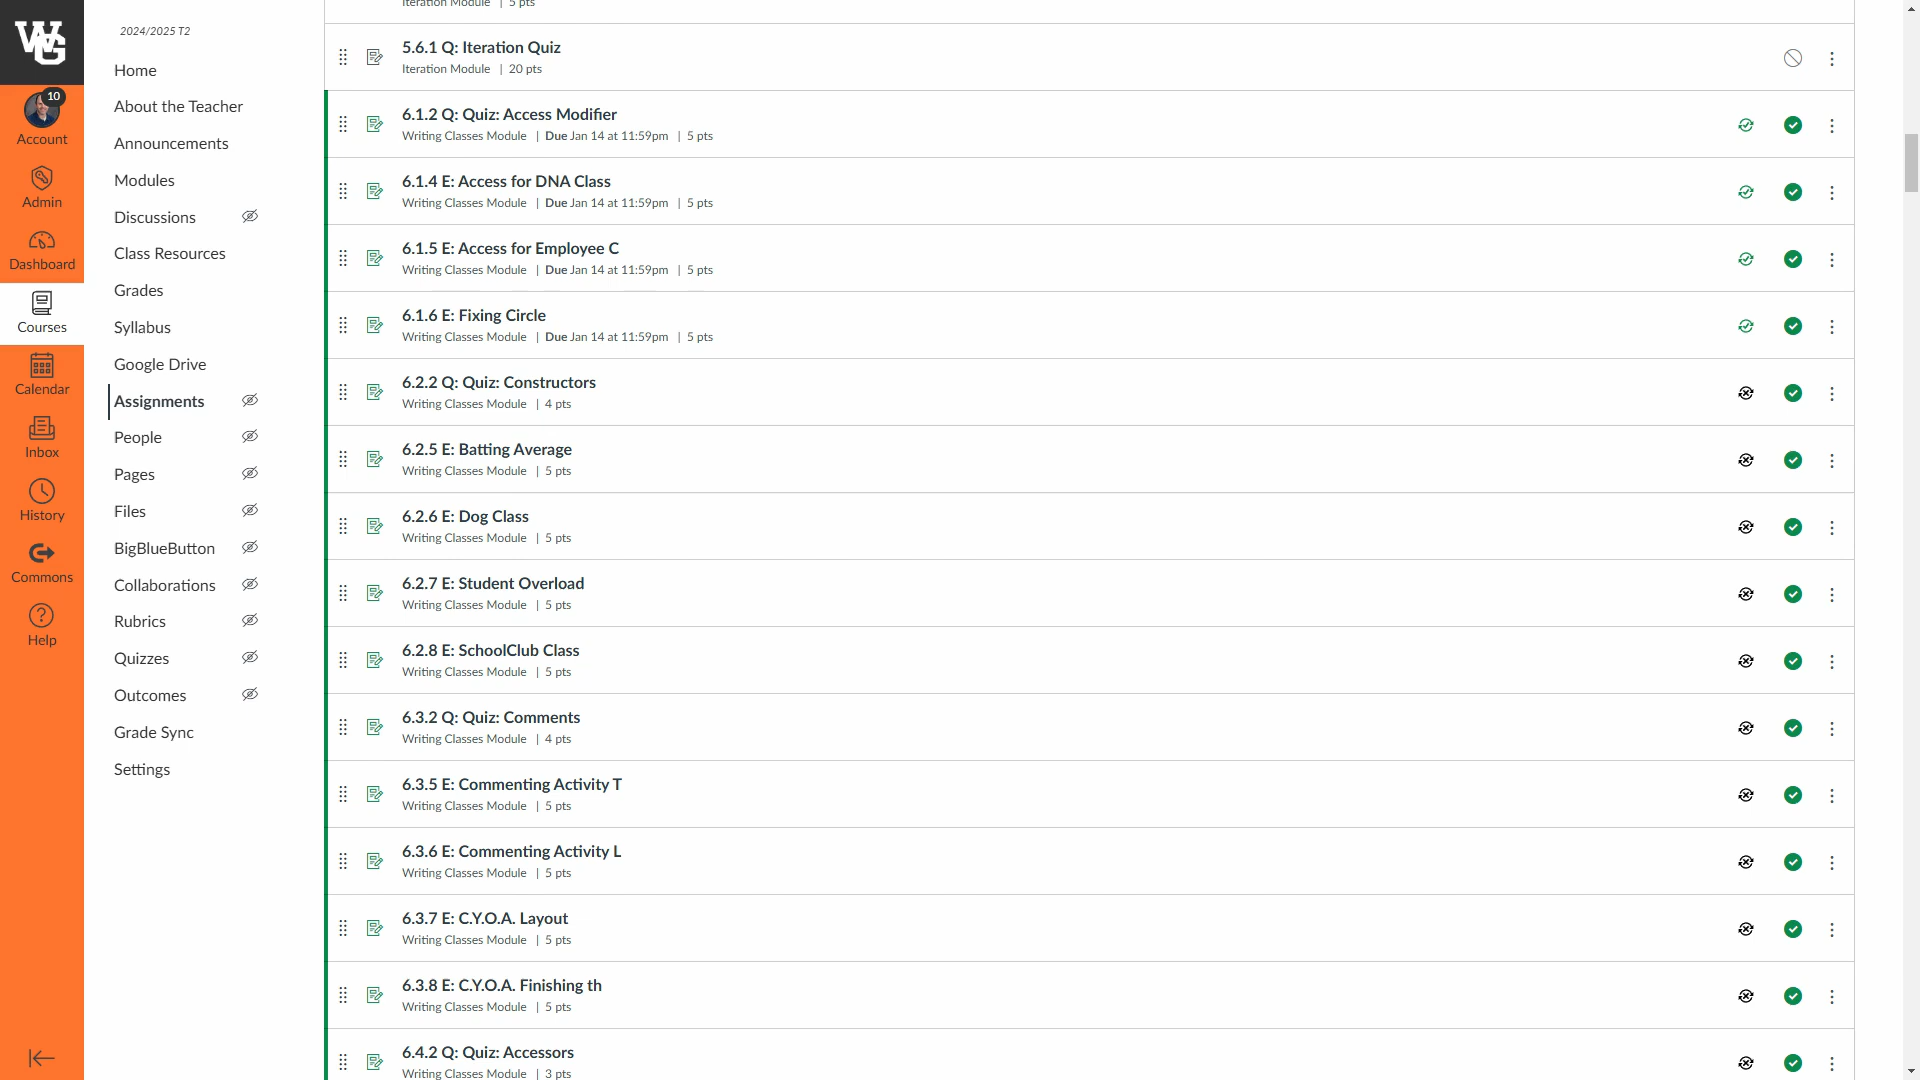 WG
10
Account
Admin
Dashboard
Courses
Calendar
Inbox
History
Commons
Help
2024/2025 T2
Home
About the Teacher
Announcements
Modules
Discussions
Class Resources
Grades
Syllabus
Google Drive
Assignments
People
Pages
Files
BigBlueButton
Collaborations
Rubrics
Quizzes
Outcomes
Grade Sync
Settings
Iteration Module | 5 pts
5.6.1 Q: Iteration Quiz
Iteration Module | 20 pts
6.1.2 Q: Quiz: Access Modifier
Writing Classes Module | Due Jan 14 at 11:59pm | 5 pts
6.1.4 E: Access for DNA Class
Writing Classes Module | Due Jan 14 at 11:59pm | 5 pts
6.1.5 E: Access for Employee C
Writing Classes Module | Due Jan 14 at 11:59pm | 5 pts
6.1.6 E: Fixing Circle
Writing Classes Module | Due Jan 14 at 11:59pm | 5 pts
6.2.2 Q: Quiz: Constructors
Writing Classes Module | 4 pts
6.2.5 E: Batting Average
Writing Classes Module | 5 pts
6.2.6 E: Dog Class
Writing Classes Module | 5 pts
6.2.7 E: Student Overload
Writing Classes Module | 5 pts
6.2.8 E: SchoolClub Class
Writing Classes Module | 5 pts
6.3.2 Q: Quiz: Comments
Writing Classes Module | 4 pts
6.3.5 E: Commenting Activity T
Writing Classes Module | 5 pts
6.3.6 E: Commenting Activity L
Writing Classes Module | 5 pts
6.3.7 E: C.Y.O.A. Layout
Writing Classes Module | 5 pts
6.3.8 E: C.Y.O.A. Finishing th
Writing Classes Module | 5 pts
6.4.2 Q: Quiz: Accessors
Writing Classes Module | 3 pts